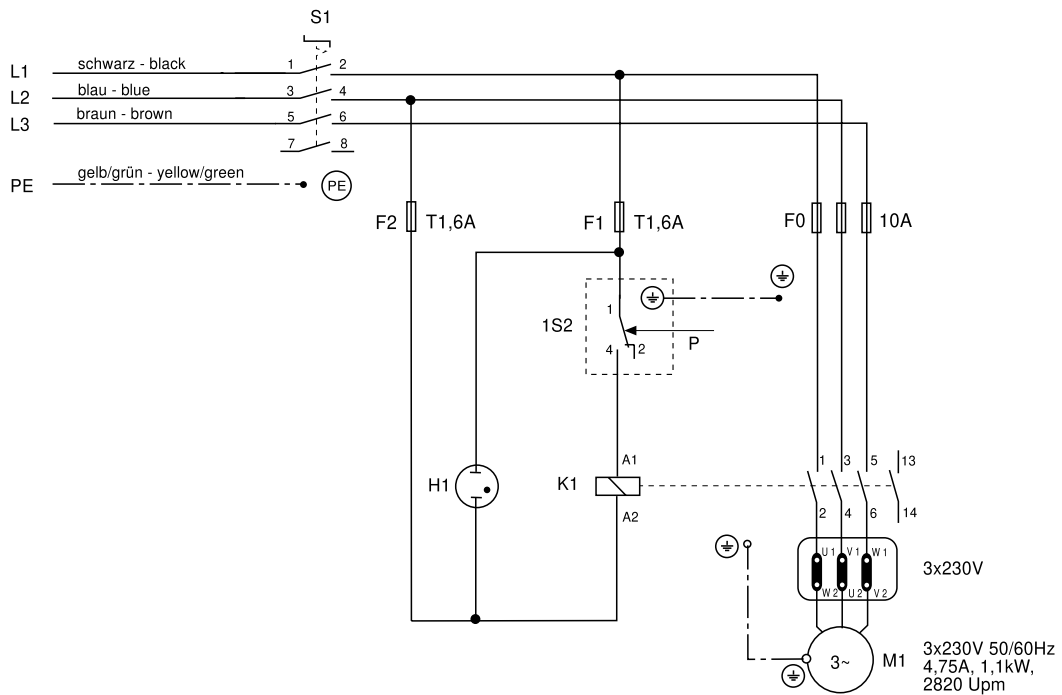 S1
L1 schwarz - black 1 2
L2 blau - blue 3 4
L3 braun - brown 5 6
7 8
PE gelb/grün - yellow/green PE
F2 T1,6A F1 T1,6A F0 10A
1
1S2
4 2 P
A1 1 3 5 13
H1 K1
A2 2 4 6 14
U1 V1 W1
3x230V
W2 U2 V2
3~ M1 3x230V 50/60Hz
4,75A, 1,1kW,
2820 Upm